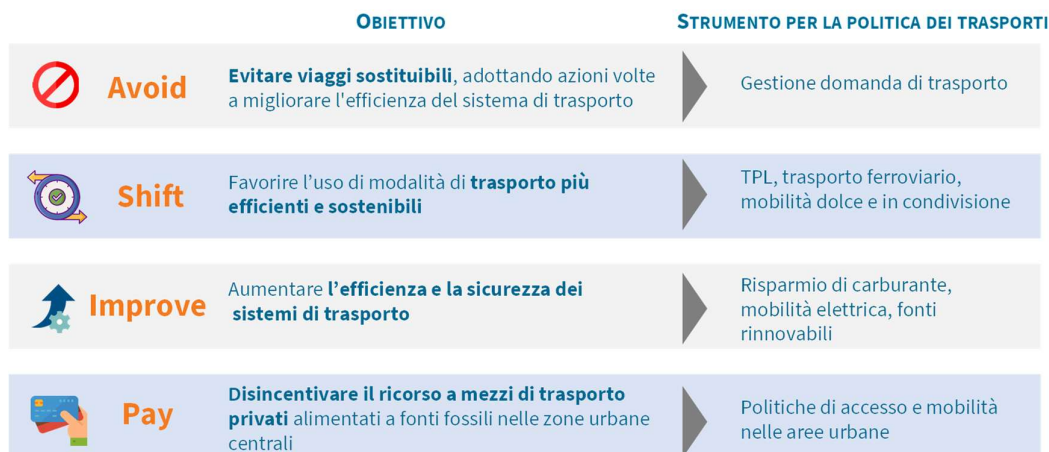 OBIETTIVO
STRUMENTO PER LA POLITICA DEI TRASPORTI
Avoid
Evitare viaggi sostituibili, adottando azioni volte
a migliorare l'efficienza del sistema di trasporto
Gestione domanda di trasporto
Shift
Favorire l’uso di modalità di trasporto più
efficienti e sostenibili
TPL, trasporto ferroviario,
mobilità dolce e in condivisione
Improve
Aumentare l’efficienza e la sicurezza dei
sistemi di trasporto
Risparmio di carburante,
mobilità elettrica, fonti
rinnovabili
Pay
Disincentivare il ricorso a mezzi di trasporto
privati alimentati a fonti fossili nelle zone urbane
centrali
Politiche di accesso e mobilità
nelle aree urbane